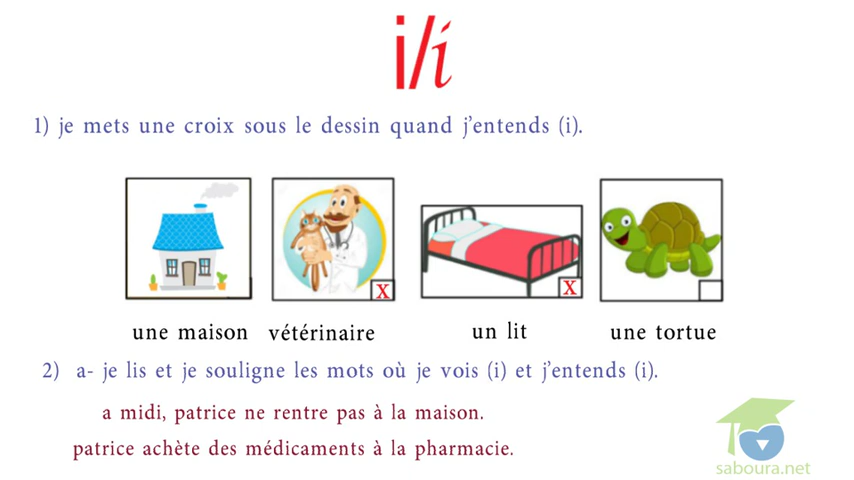 i/i
1) je mets une croix sous le dessin quand j'entends (i).
X X
une maison vétérinaire un lit une tortue
2) a- je lis et je souligne les mots où je vois (i) et j'entends (i).
a midi, patrice ne rentre pas à la maison.
patrice achète des médicaments à la pharmacie.
saboura.net